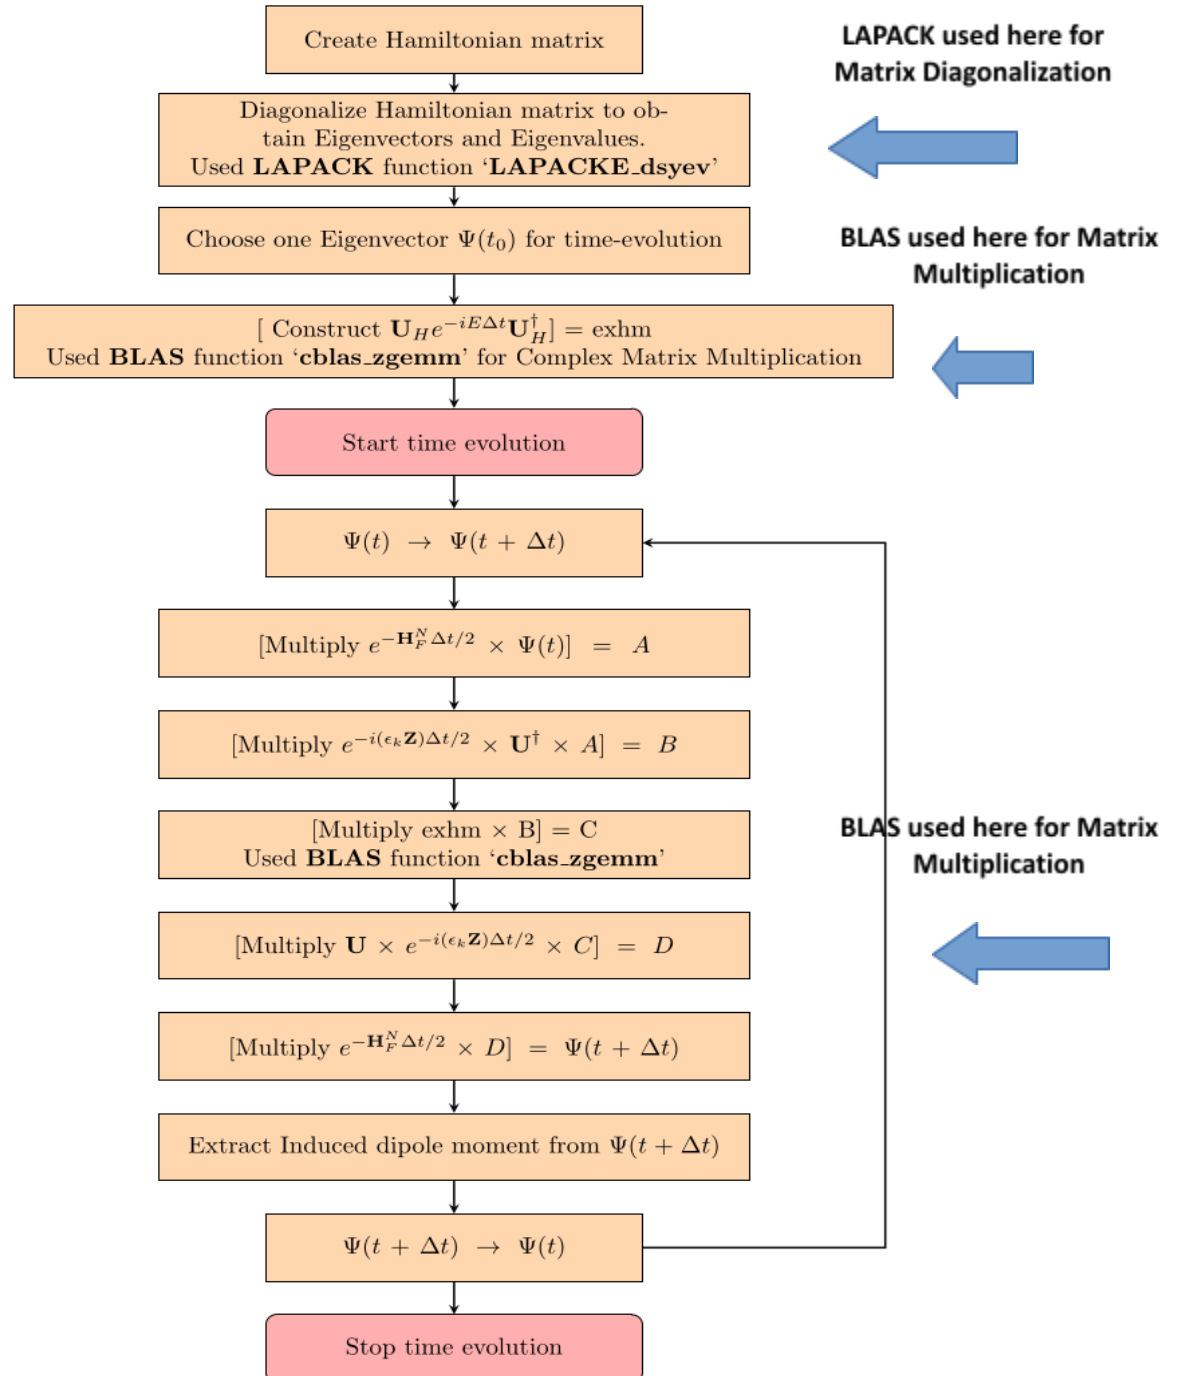 Create Hamiltonian matrix
LAPACK used here for
Matrix Diagonalization
Diagonalize Hamiltonian matrix to ob-
tain Eigenvectors and Eigenvalues.
Used LAPACK function ‘LAPACKE_dsyev’
Choose one Eigenvector Ψ(t₀) for time-evolution
BLAS used here for Matrix
Multiplication
[ Construct U_H e^{−iEΔt} U_H^†] = exhm
Used BLAS function ‘cblas_zgemm’ for Complex Matrix Multiplication
Start time evolution
Ψ(t) → Ψ(t + Δt)
[Multiply e^{−H_F^N Δt/2} × Ψ(t)] = A
[Multiply e^{−i(ϵ_k Z)Δt/2} × U^† × A] = B
[Multiply exhm × B] = C
Used BLAS function ‘cblas_zgemm’
BLAS used here for Matrix
Multiplication
[Multiply U × e^{−i(ϵ_k Z)Δt/2} × C] = D
[Multiply e^{−H_F^N Δt/2} × D] = Ψ(t + Δt)
Extract Induced dipole moment from Ψ(t + Δt)
Ψ(t + Δt) → Ψ(t)
Stop time evolution